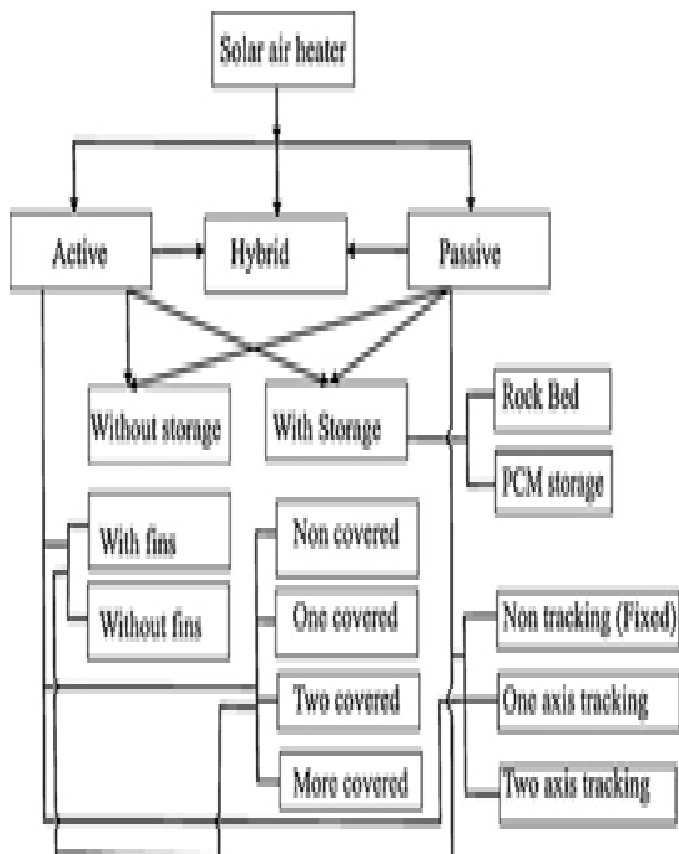 Solar air heater
Active
Hybrid
Passive
Without storage
With Storage
Rock Bed
PCM storage
With fins
Without fins
Non covered
One covered
Two covered
More covered
Non tracking (Fixed)
One axis tracking
Two axis tracking